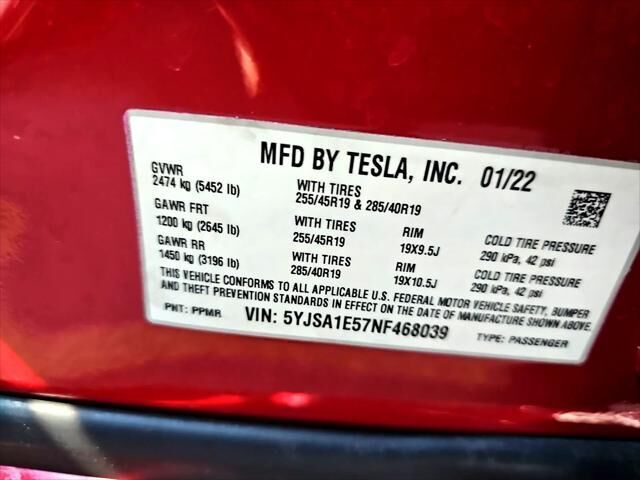 MFD BY TESLA, INC. 01/22
GVWR
2474 kg (5452 lb)
WITH TIRES
255/45R19 & 285/40R19
GAWR FRT
1200 kg (2645 lb)
WITH TIRES
255/45R19
RIM
19X9.5J
COLD TIRE PRESSURE
290 kPa, 42 psi
GAWR RR
1450 kg (3196 lb)
WITH TIRES
285/40R19
RIM
19X10.5J
COLD TIRE PRESSURE
290 kPa, 42 psi
THIS VEHICLE CONFORMS TO ALL APPLICABLE U.S. FEDERAL MOTOR VEHICLE SAFETY, BUMPER
AND THEFT PREVENTION STANDARDS IN EFFECT ON THE DATE OF MANUFACTURE SHOWN ABOVE.
PNT: PPMR VIN: 5YJSA1E57NF468039 TYPE: PASSENGER